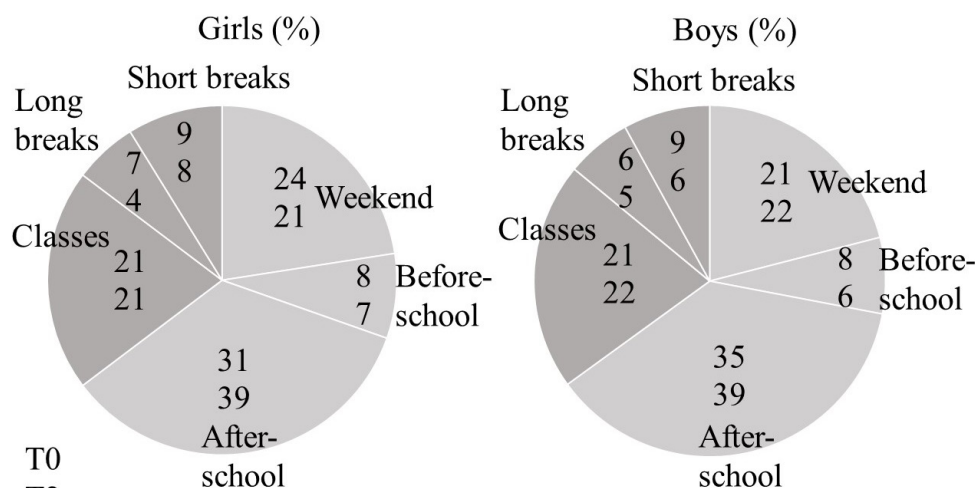 Girls (%)
Short breaks
Long
breaks
9
8
7
4
24
21
Weekend
Classes
21
21
8
7
Before-
school
31
39
After-
school
Boys (%)
Short breaks
Long
breaks
9
6
6
5
21
22
Weekend
Classes
21
22
8
6
Before-
school
35
39
After-
school
T0